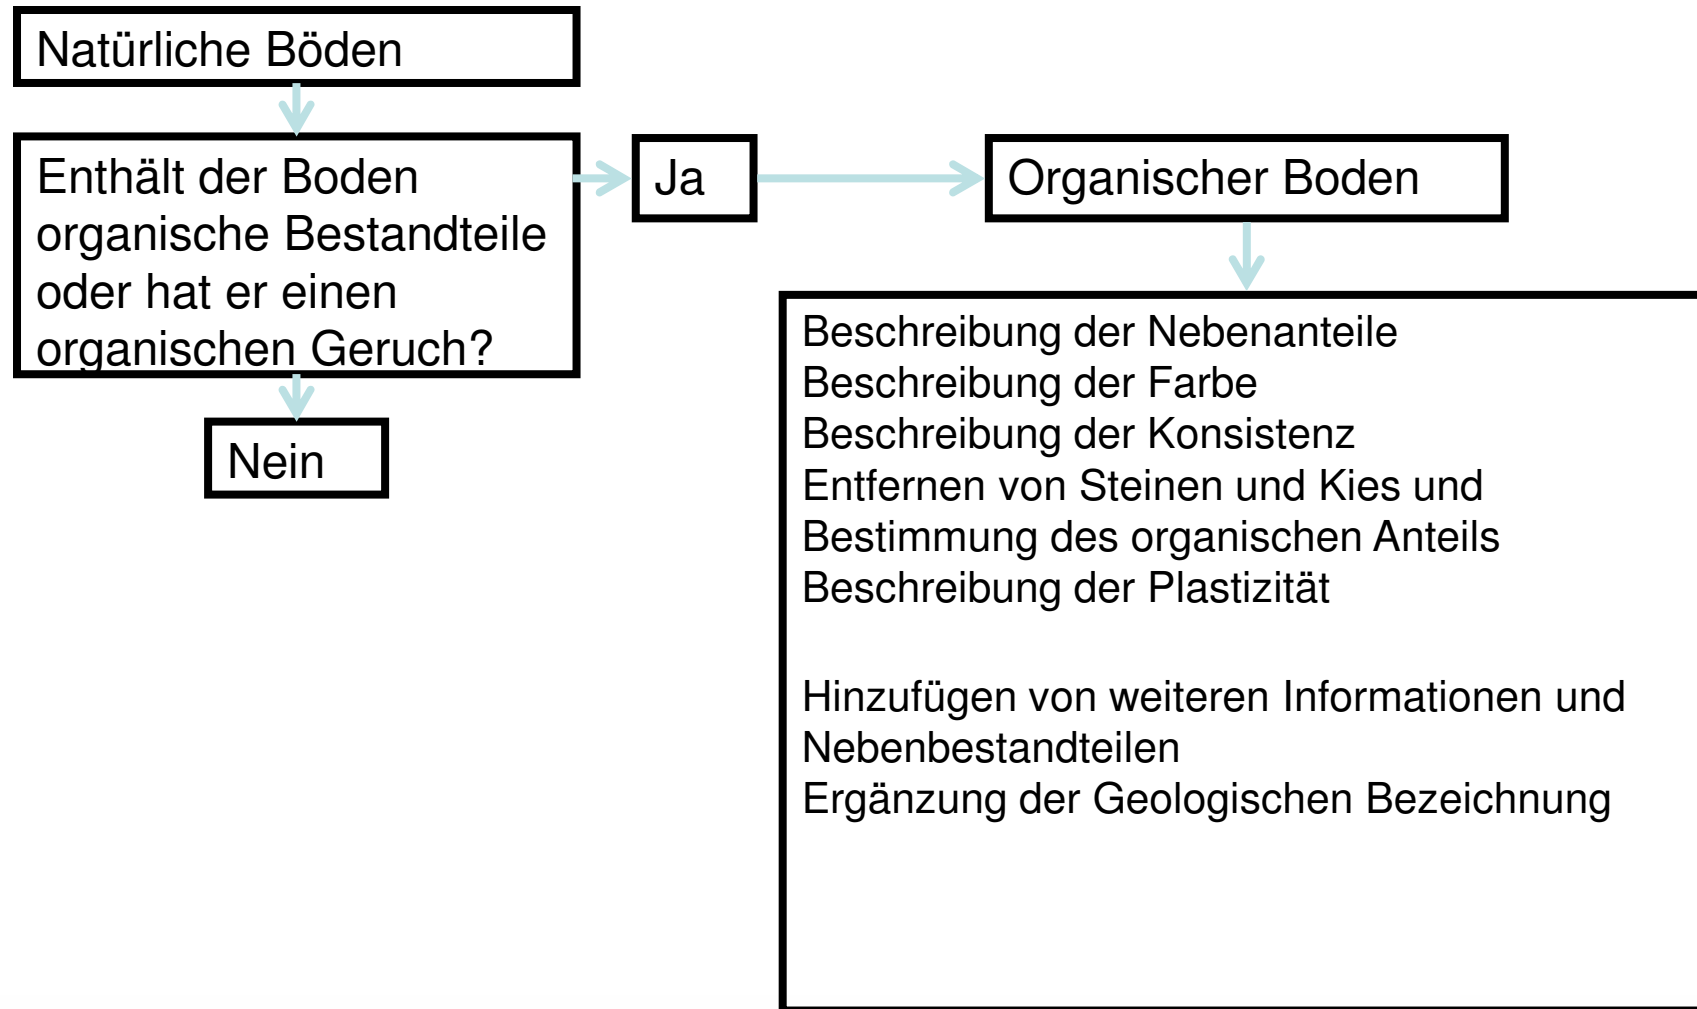 Natürliche Böden
Enthält der Boden
organische Bestandteile
oder hat er einen
organischen Geruch?
Ja
Organischer Boden
Nein
Beschreibung der Nebenanteile
Beschreibung der Farbe
Beschreibung der Konsistenz
Entfernen von Steinen und Kies und
Bestimmung des organischen Anteils
Beschreibung der Plastizität
Hinzufügen von weiteren Informationen und
Nebenbestandteilen
Ergänzung der Geologischen Bezeichnung